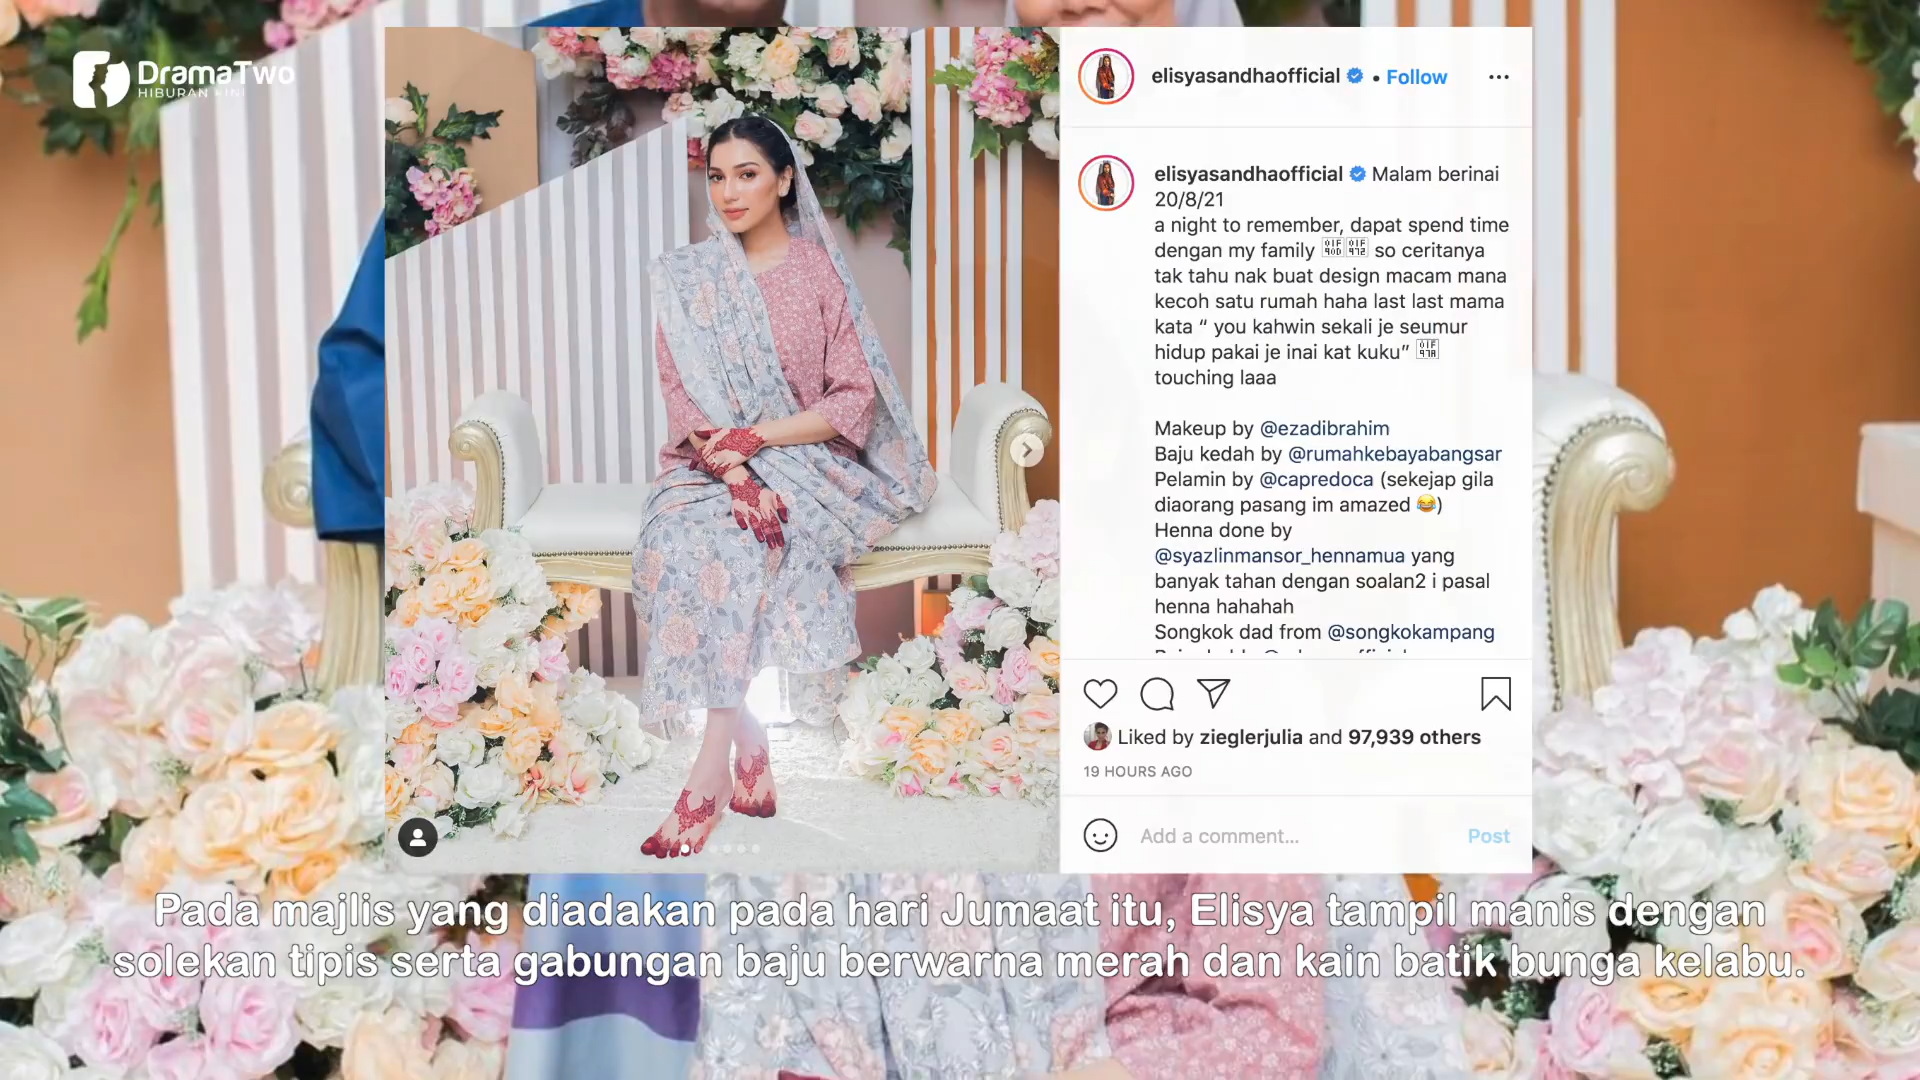 DramaTwo
HIBURAN KINI
elisyasandhaofficial • Follow
elisyasandhaofficial Malam berinai
20/8/21
a night to remember, dapat spend time
dengan my family so ceritanya
tak tahu nak buat design macam mana
kecoh satu rumah haha last last mama
kata “ you kahwin sekali je seumur
hidup pakai je inai kat kuku”
touching laaa
Makeup by @ezadibrahim
Baju kedah by @rumahkebayabangsar
Pelamin by @capredoca (sekejap gila
diaorang pasang im amazed 😂)
Henna done by
@syazlinmansor_hennamua yang
banyak tahan dengan soalan2 i pasal
henna hahahah
Songkok dad from @songkokampang
Liked by zieglerjulia and 97,939 others
19 HOURS AGO
Add a comment...
Post
Pada majlis yang diadakan pada hari Jumaat itu, Elisya tampil manis dengan
solekan tipis serta gabungan baju berwarna merah dan kain batik bunga kelabu.